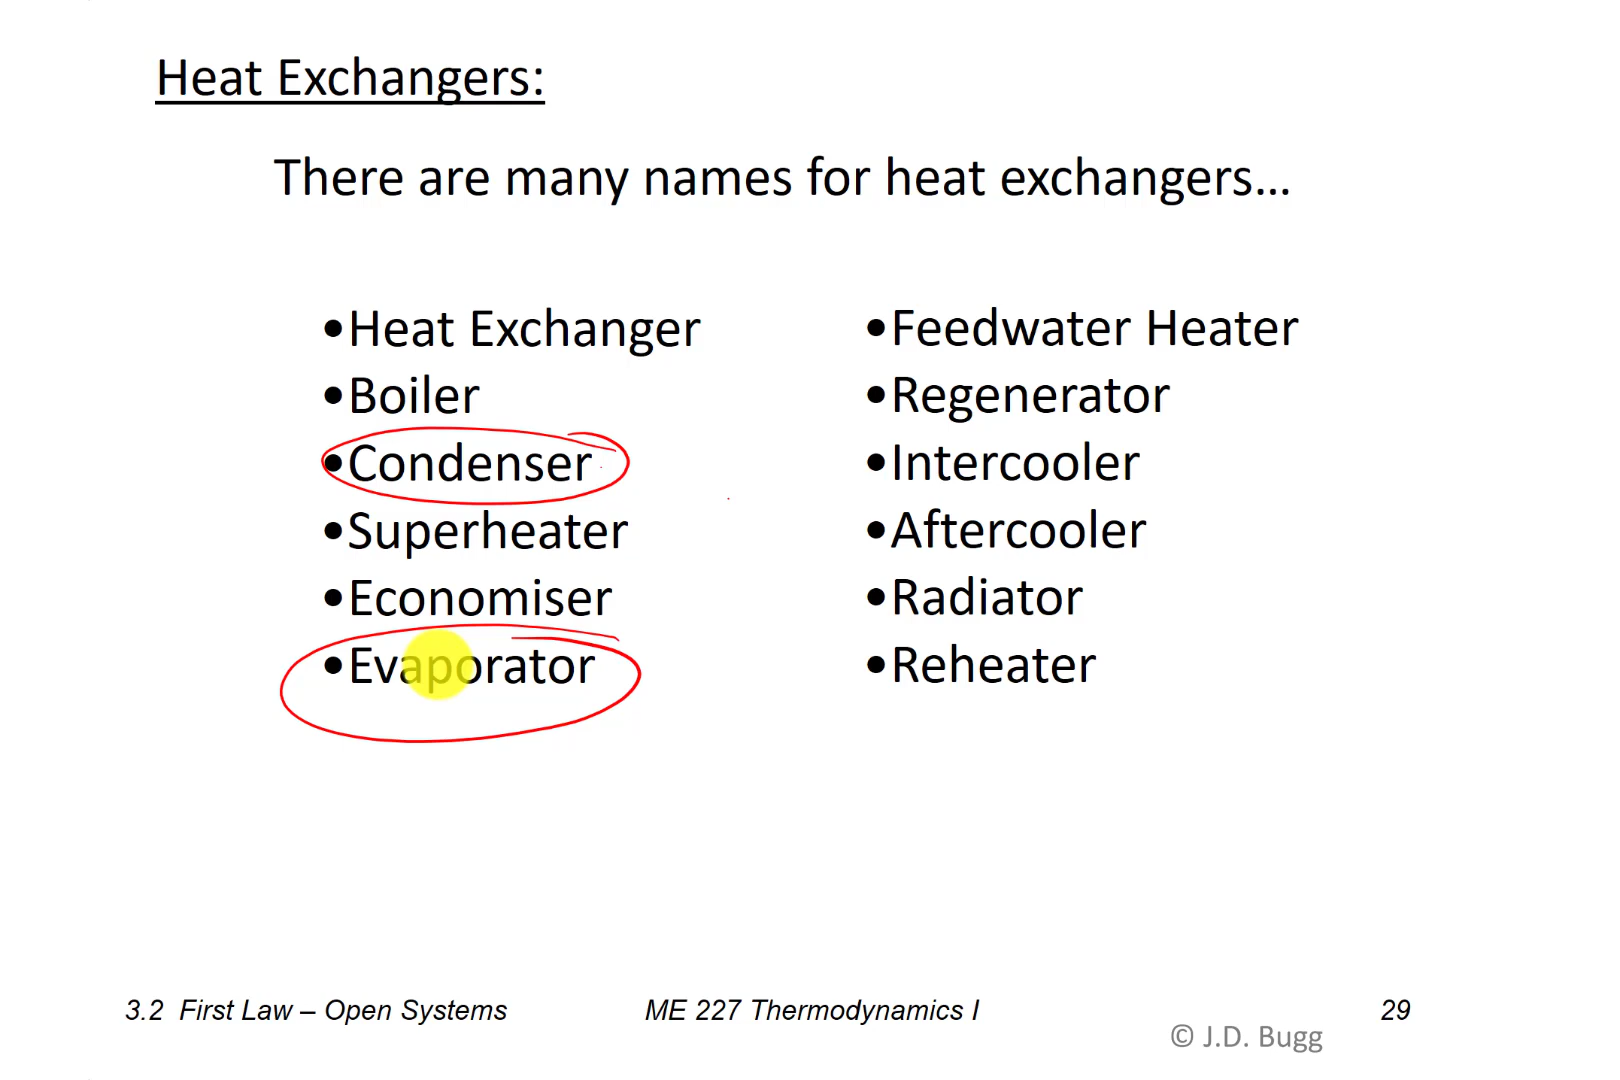 Heat Exchangers:
There are many names for heat exchangers...
•Heat Exchanger
•Boiler
•Condenser
•Superheater
•Economiser
•Evaporator
•Feedwater Heater
•Regenerator
•Intercooler
•Aftercooler
•Radiator
•Reheater
3.2 First Law – Open Systems
ME 227 Thermodynamics I
29
© J.D. Bugg